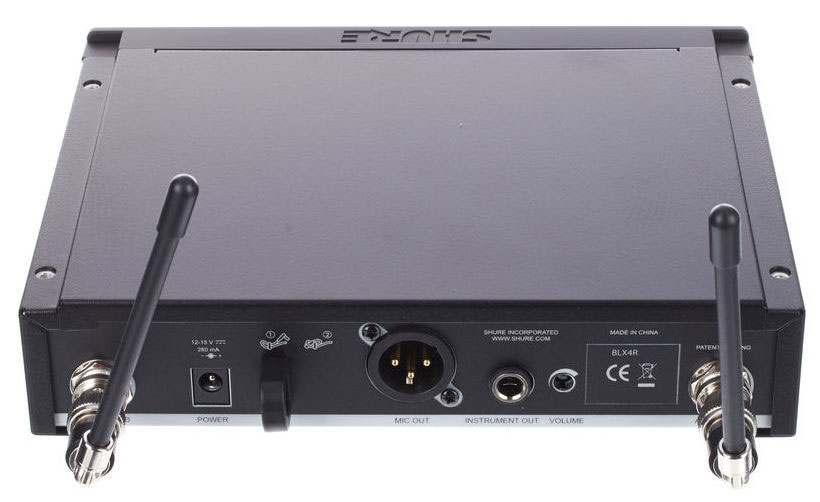 SHURE
12-15 V
260 mA
1
2
SHURE INCORPORATED
WWW.SHURE.COM
MADE IN CHINA
BLX4R
CE
B
POWER
MIC OUT
INSTRUMENT OUT
VOLUME